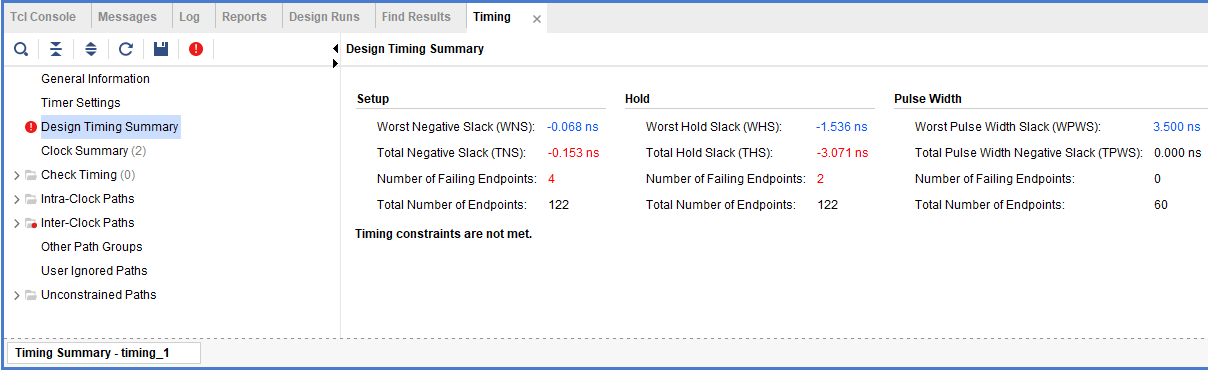 Tcl Console Messages Log Reports Design Runs Find Results Timing
Design Timing Summary
General Information
Timer Settings
Design Timing Summary
Clock Summary (2)
Check Timing (0)
Intra-Clock Paths
Inter-Clock Paths
Other Path Groups
User Ignored Paths
Unconstrained Paths
Setup Hold Pulse Width
Worst Negative Slack (WNS): -0.068 ns Worst Hold Slack (WHS): -1.536 ns Worst Pulse Width Slack (WPWS): 3.500 ns
Total Negative Slack (TNS): -0.153 ns Total Hold Slack (THS): -3.071 ns Total Pulse Width Negative Slack (TPWS): 0.000 ns
Number of Failing Endpoints: 4 Number of Failing Endpoints: 2 Number of Failing Endpoints: 0
Total Number of Endpoints: 122 Total Number of Endpoints: 122 Total Number of Endpoints: 60
Timing constraints are not met.
Timing Summary - timing_1